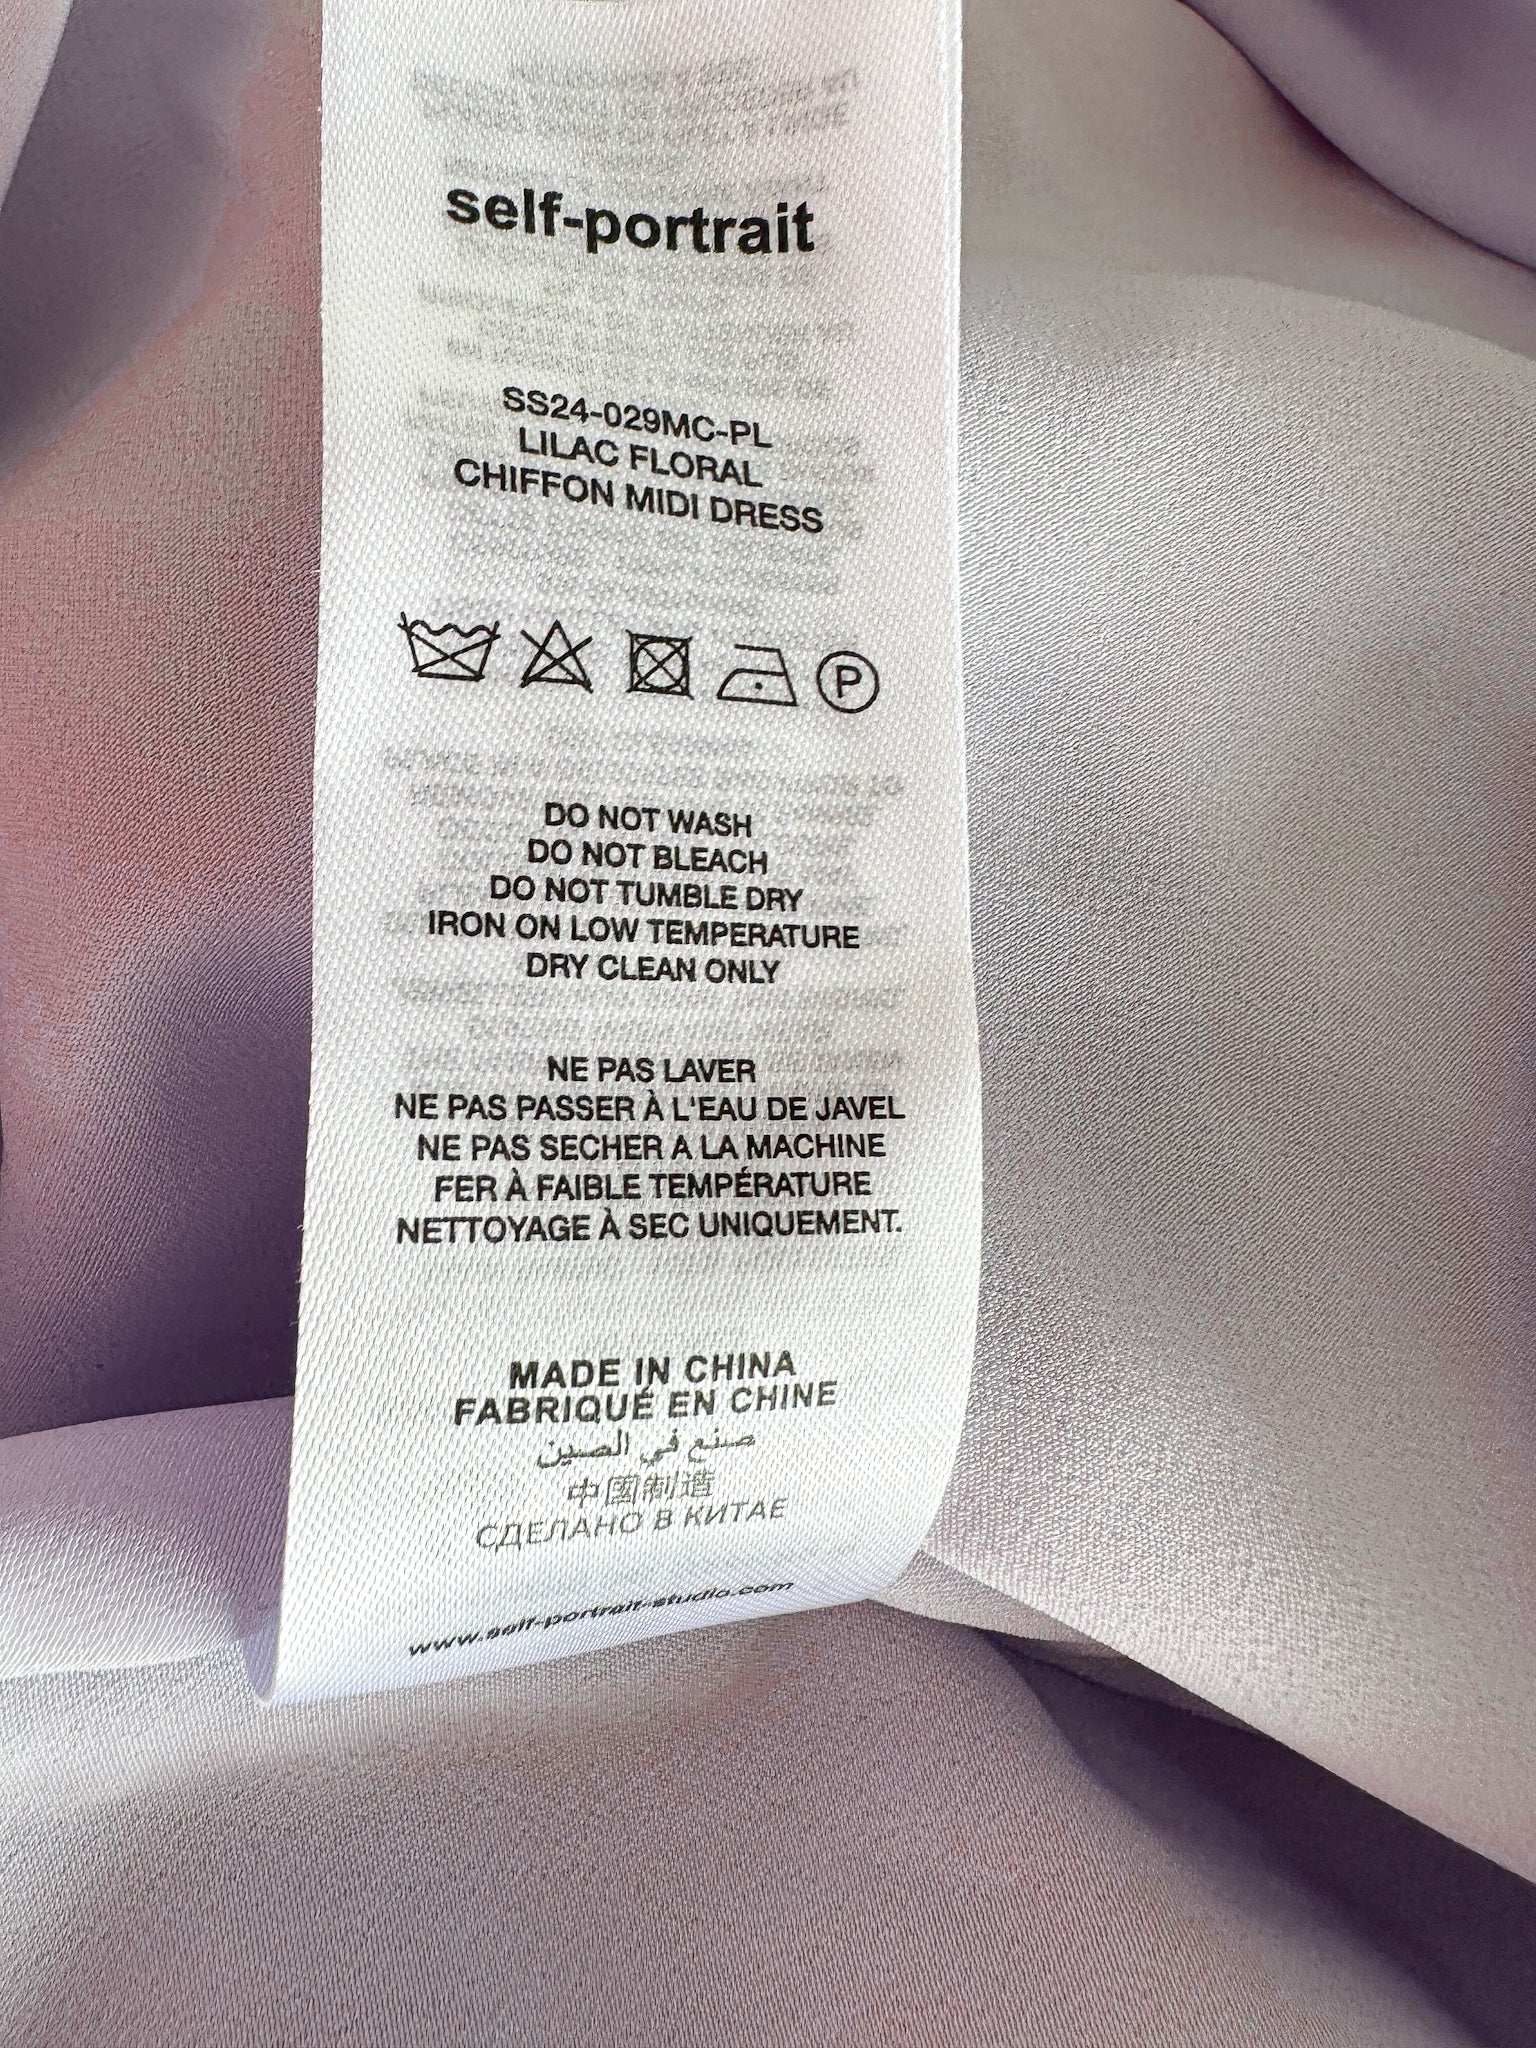 self-portrait
SS24-029MC-PL
LILAC FLORAL
CHIFFON MIDI DRESS
P
DO NOT WASH
DO NOT BLEACH
DO NOT TUMBLE DRY
IRON ON LOW TEMPERATURE
DRY CLEAN ONLY
NE PAS LAVER
NE PAS PASSER À L'EAU DE JAVEL
NE PAS SECHER A LA MACHINE
FER À FAIBLE TEMPÉRATURE
NETTOYAGE À SEC UNIQUEMENT.
MADE IN CHINA
FABRIQUÉ EN CHINE
صنع في الصين
中國制造
СДЕЛАНО В КИТАЕ
www.self-portrait-studio.com